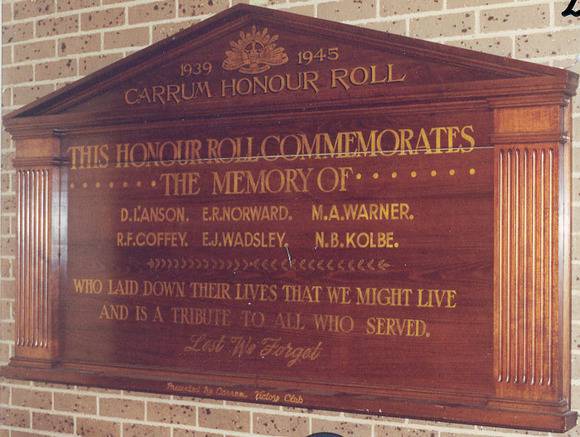 1939 1945
CARRUM HONOUR ROLL
THIS HONOUR ROLL COMMEMORATES
THE MEMORY OF
D. I'ANSON. E.R.NORWARD. M.A.WARNER.
R.F.COFFEY. E.J.WADSLEY. N.B.KOLBE.
WHO LAID DOWN THEIR LIVES THAT WE MIGHT LIVE
AND IS A TRIBUTE TO ALL WHO SERVED.
Lest We Forget
Presented by Carrum Victory Club